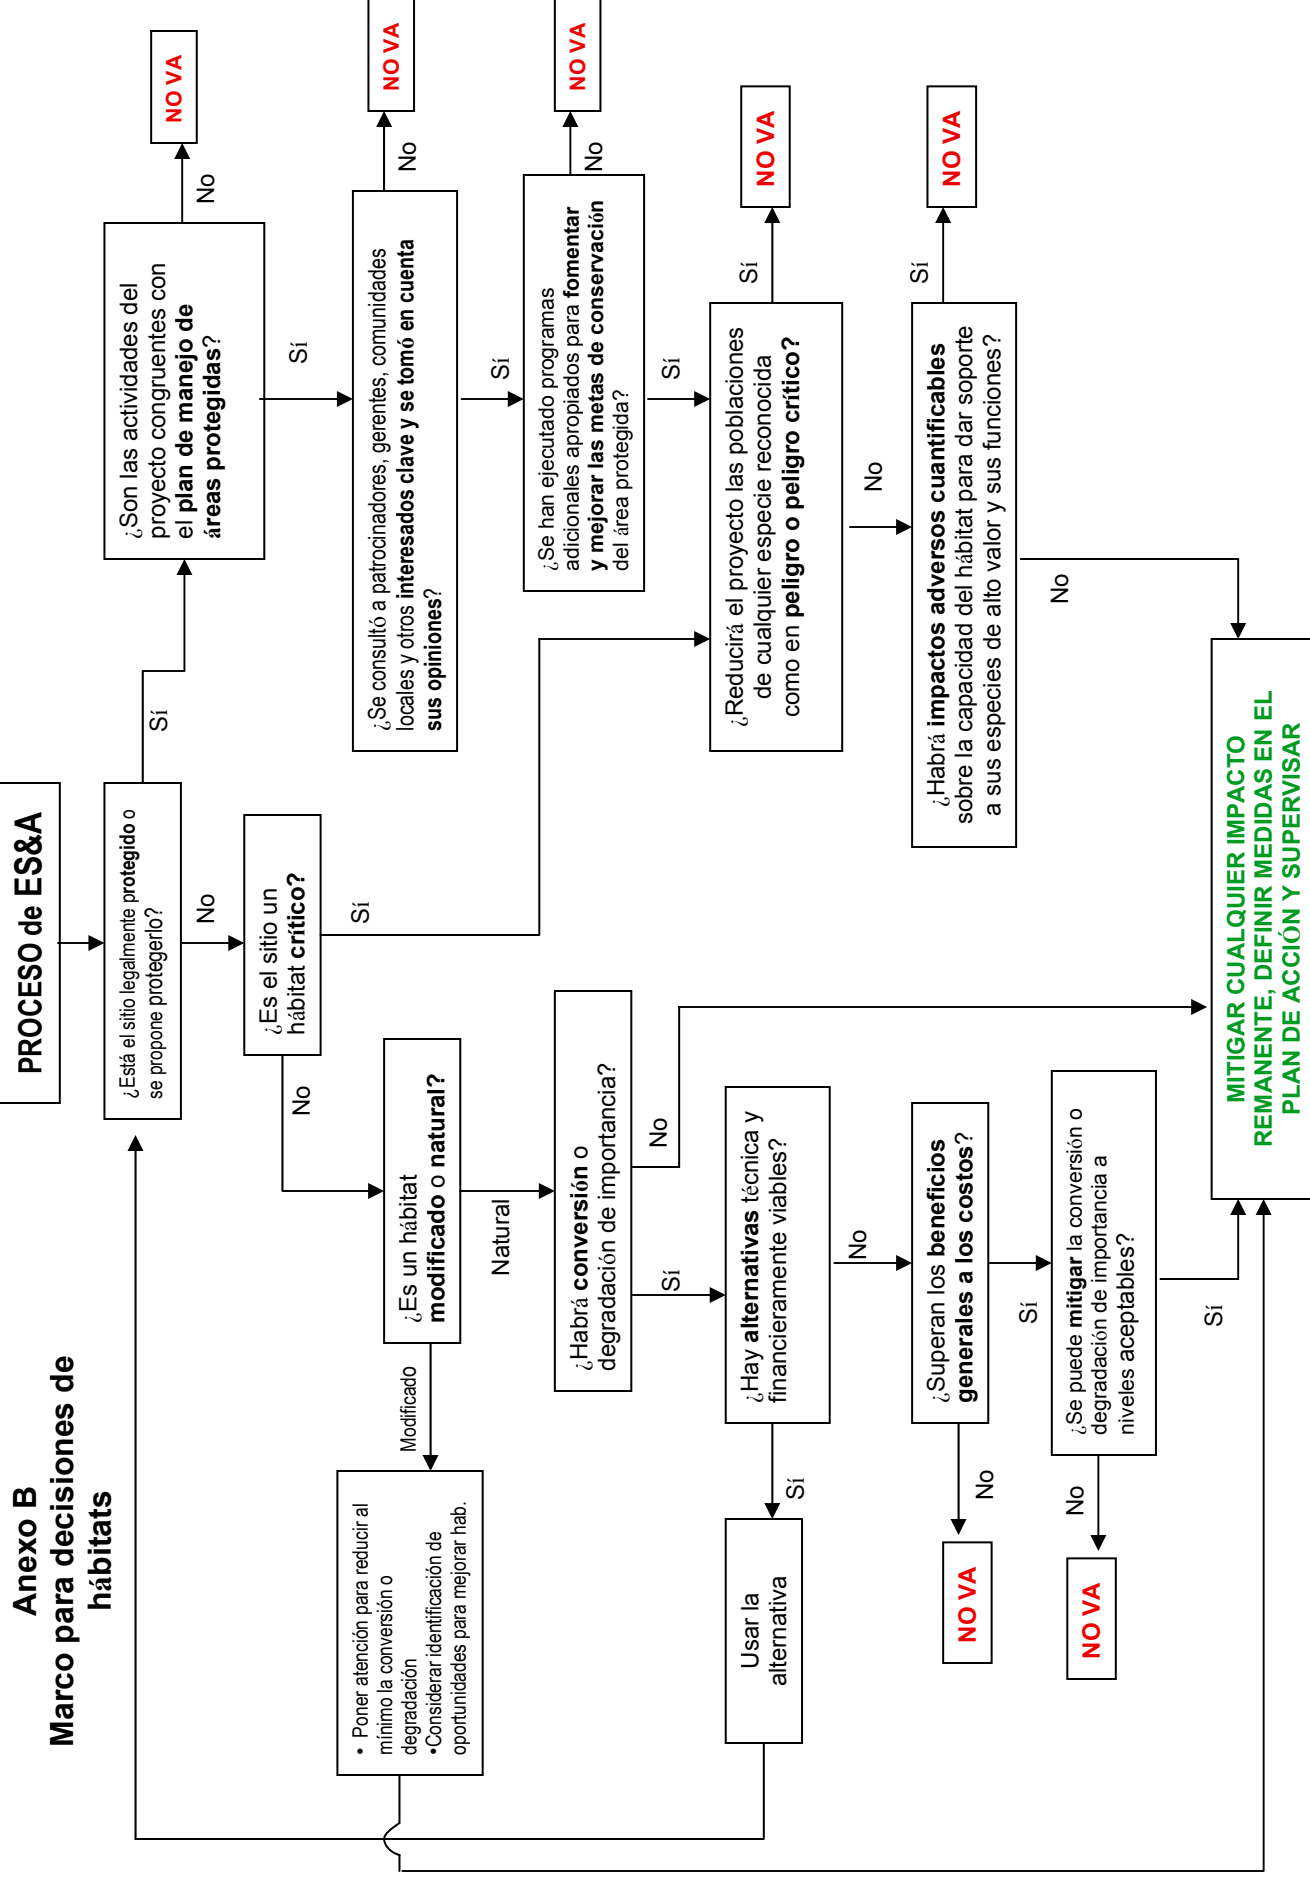 Anexo B
Marco para decisiones de
hábitats
PROCESO de ES&A
¿Está el sitio legalmente protegido o
se propone protegerlo?
Sí
No
¿Son las actividades del
proyecto congruentes con
el plan de manejo de
áreas protegidas?
No
NO VA
Sí
¿Es el sitio un
hábitat crítico?
Sí
No
¿Se consultó a patrocinadores, gerentes, comunidades
locales y otros interesados clave y se tomó en cuenta
sus opiniones?
No
NO VA
Sí
• Poner atención para reducir al
mínimo la conversión o
degradación
•Considerar identificación de
oportunidades para mejorar hab.
Modificado
¿Es un hábitat
modificado o natural?
Natural
¿Se han ejecutado programas
adicionales apropiados para fomentar
y mejorar las metas de conservación
del área protegida?
No
NO VA
Sí
¿Habrá conversión o
degradación de importancia?
No
Sí
¿Reducirá el proyecto las poblaciones
de cualquier especie reconocida
como en peligro o peligro crítico?
Sí
NO VA
No
Usar la
alternativa
Sí
¿Hay alternativas técnica y
financieramente viables?
No
¿Habrá impactos adversos cuantificables
sobre la capacidad del hábitat para dar soporte
a sus especies de alto valor y sus funciones?
Sí
NO VA
No
¿Superan los beneficios
generales a los costos?
No
NO VA
Sí
¿Se puede mitigar la conversión o
degradación de importancia a
niveles aceptables?
No
NO VA
Sí
MITIGAR CUALQUIER IMPACTO
REMANENTE, DEFINIR MEDIDAS EN EL
PLAN DE ACCIÓN Y SUPERVISAR